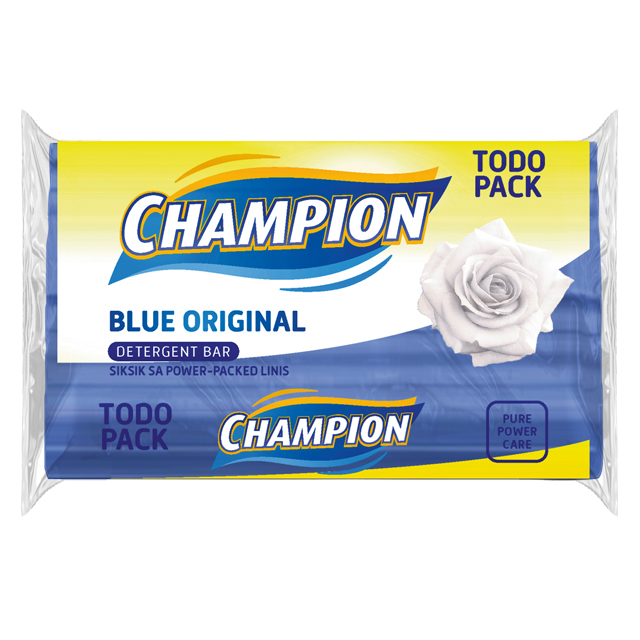 TODO
PACK
CHAMPION
BLUE ORIGINAL
DETERGENT BAR
SIKSIK SA POWER-PACKED LINIS
TODO
PACK
CHAMPION
PURE
POWER
CARE